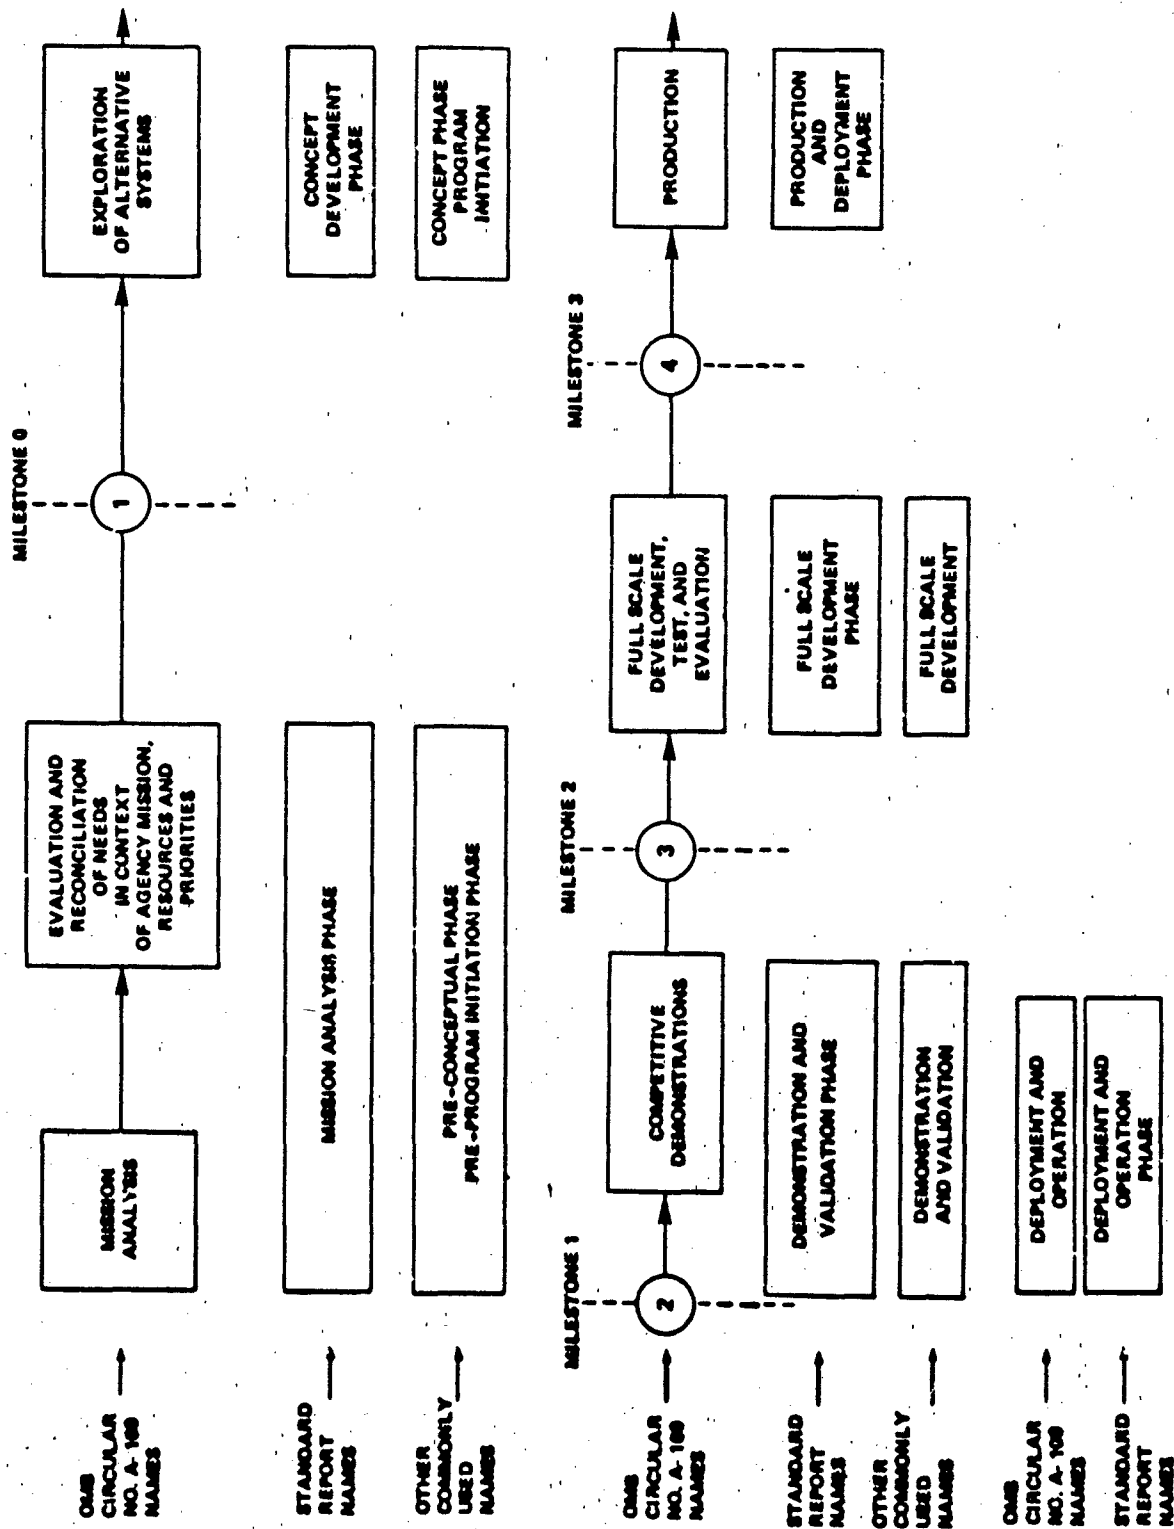 MILESTONE 0
OMB
CIRCULAR
NO. A-109
NAMES
MISSION
ANALYSIS
EVALUATION AND
RECONCILIATION
OF NEEDS
IN CONTEXT
OF AGENCY MISSION,
RESOURCES AND
PRIORITIES
1
EXPLORATION
OF ALTERNATIVE
SYSTEMS
STANDARD
REPORT
NAMES
MISSION ANALYSIS PHASE
CONCEPT
DEVELOPMENT
PHASE
OTHER
COMMONLY
USED
NAMES
PRE-CONCEPTUAL PHASE
PRE-PROGRAM INITIATION PHASE
CONCEPT PHASE
PROGRAM
INITIATION
MILESTONE 1
MILESTONE 2
MILESTONE 3
OMB
CIRCULAR
NO. A-109
NAMES
2
COMPETITIVE
DEMONSTRATIONS
3
FULL SCALE
DEVELOPMENT,
TEST, AND
EVALUATION
4
PRODUCTION
STANDARD
REPORT
NAMES
DEMONSTRATION AND
VALIDATION PHASE
FULL SCALE
DEVELOPMENT
PHASE
PRODUCTION
AND
DEPLOYMENT
PHASE
OTHER
COMMONLY
USED
NAMES
DEMONSTRATION
AND VALIDATION
FULL SCALE
DEVELOPMENT
OMB
CIRCULAR
NO. A-109
NAMES
DEPLOYMENT AND
OPERATION
STANDARD
REPORT
NAMES
DEPLOYMENT AND
OPERATION
PHASE